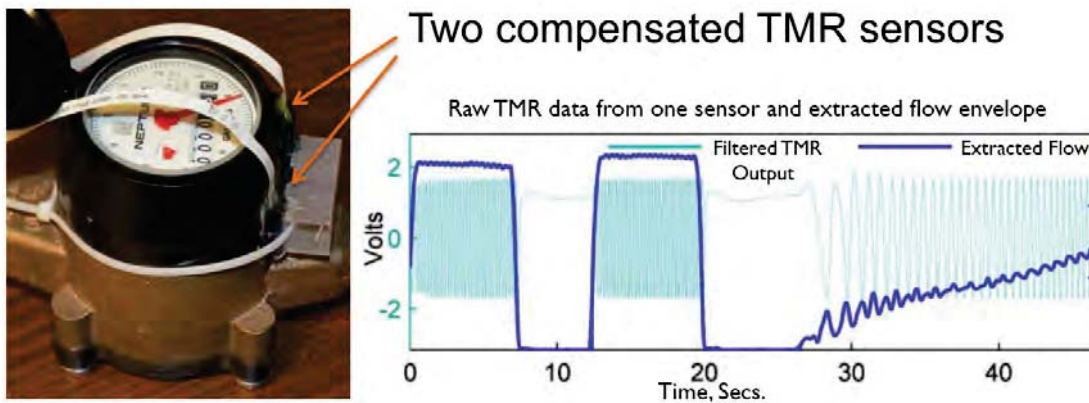 Two compensated TMR sensors
NEPTUNE
Raw TMR data from one sensor and extracted flow envelope
Filtered TMR
Output
Extracted Flow
Volts
2
0
-2
0
10
20
30
40
Time, Secs.